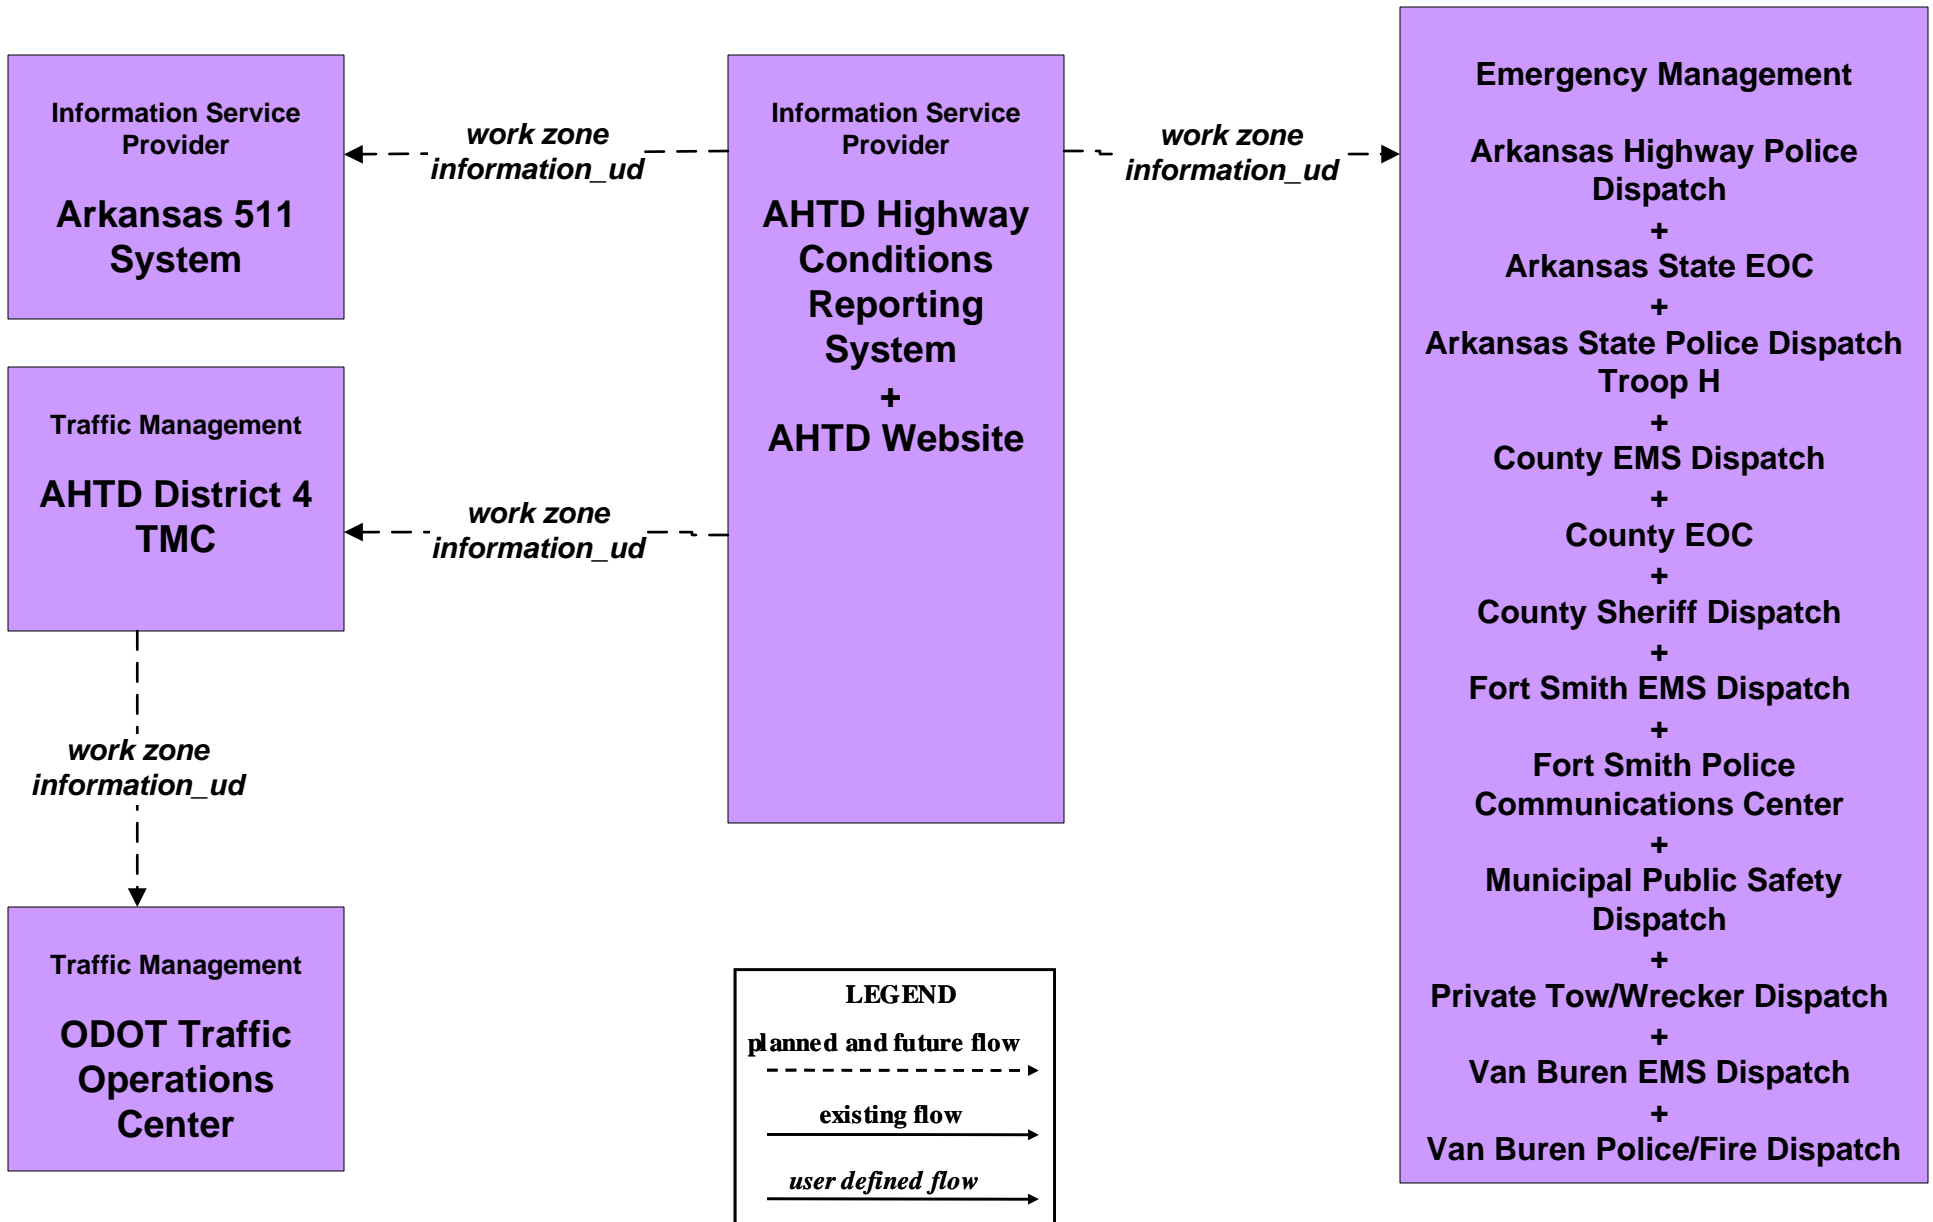 Information Service
Provider
Arkansas 511
System
work zone
information_ud
Information Service
Provider
AHTD Highway
Conditions
Reporting
System
+
AHTD Website
work zone
information_ud
Emergency Management
Arkansas Highway Police
Dispatch
+
Arkansas State EOC
+
Arkansas State Police Dispatch
Troop H
+
County EMS Dispatch
+
County EOC
+
County Sheriff Dispatch
+
Fort Smith EMS Dispatch
+
Fort Smith Police
Communications Center
+
Municipal Public Safety
Dispatch
+
Private Tow/Wrecker Dispatch
+
Van Buren EMS Dispatch
+
Van Buren Police/Fire Dispatch
Traffic Management
AHTD District 4
TMC
work zone
information_ud
work zone
information_ud
Traffic Management
ODOT Traffic
Operations
Center
LEGEND
planned and future flow
existing flow
user defined flow